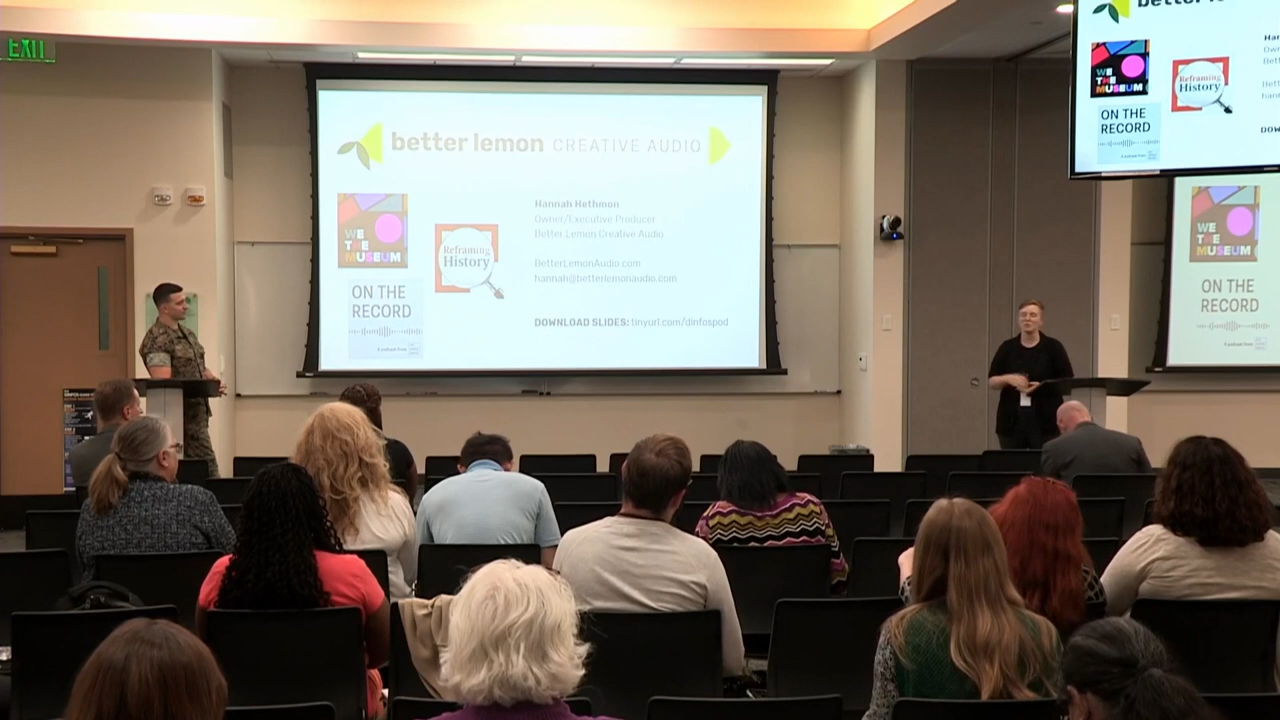 EXIT
better lemon CREATIVE AUDIO
WE
THE
MUSEUM
Reframing
History
ON THE
RECORD
Hannah Hethmon
Owner/Executive Producer
Better Lemon Creative Audio
BetterLemonAudio.com
hannah@betterlemonaudio.com
DOWNLOAD SLIDES: tinyurl.com/dinfospod
WE
THE
MUSEUM
Reframing
History
ON THE
RECORD
WE
THE
MUSEUM
ON THE
RECORD